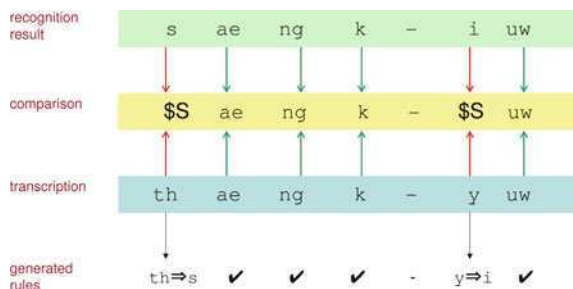 recognition result s ae ng k – i uw
comparison $S ae ng k – $S uw
transcription th ae ng k – y uw
generated rules th⇒s ✔ ✔ ✔ - y⇒i ✔